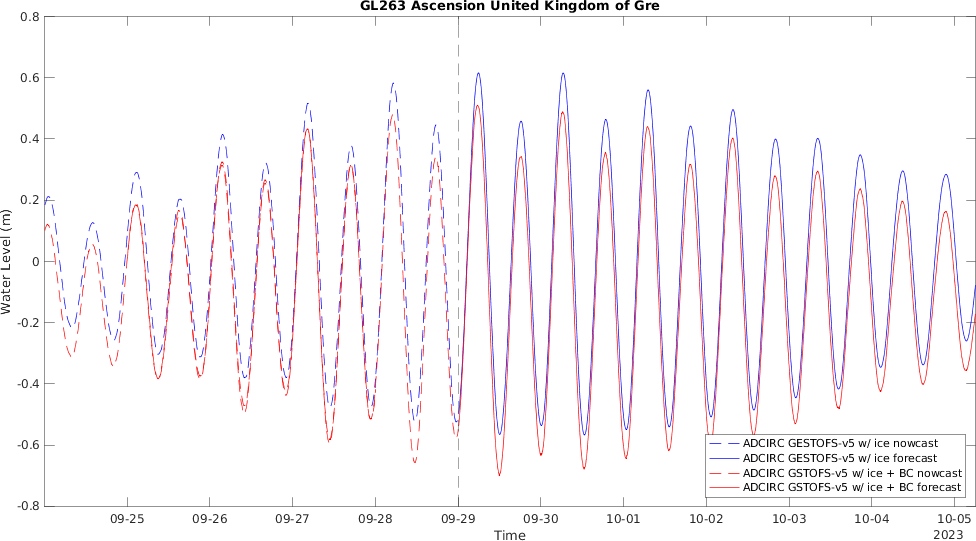 GL263 Ascension United Kingdom of Gre
0.8
0.6
0.4
0.2
0
-0.2
-0.4
-0.6
-0.8
Water Level (m)
ADCIRC GESTOFS-v5 w/ ice nowcast
ADCIRC GESTOFS-v5 w/ ice forecast
ADCIRC GSTOFS-v5 w/ ice + BC nowcast
ADCIRC GSTOFS-v5 w/ ice + BC forecast
09-25 09-26 09-27 09-28 09-29 09-30 10-01 10-02 10-03 10-04 10-05
Time
2023